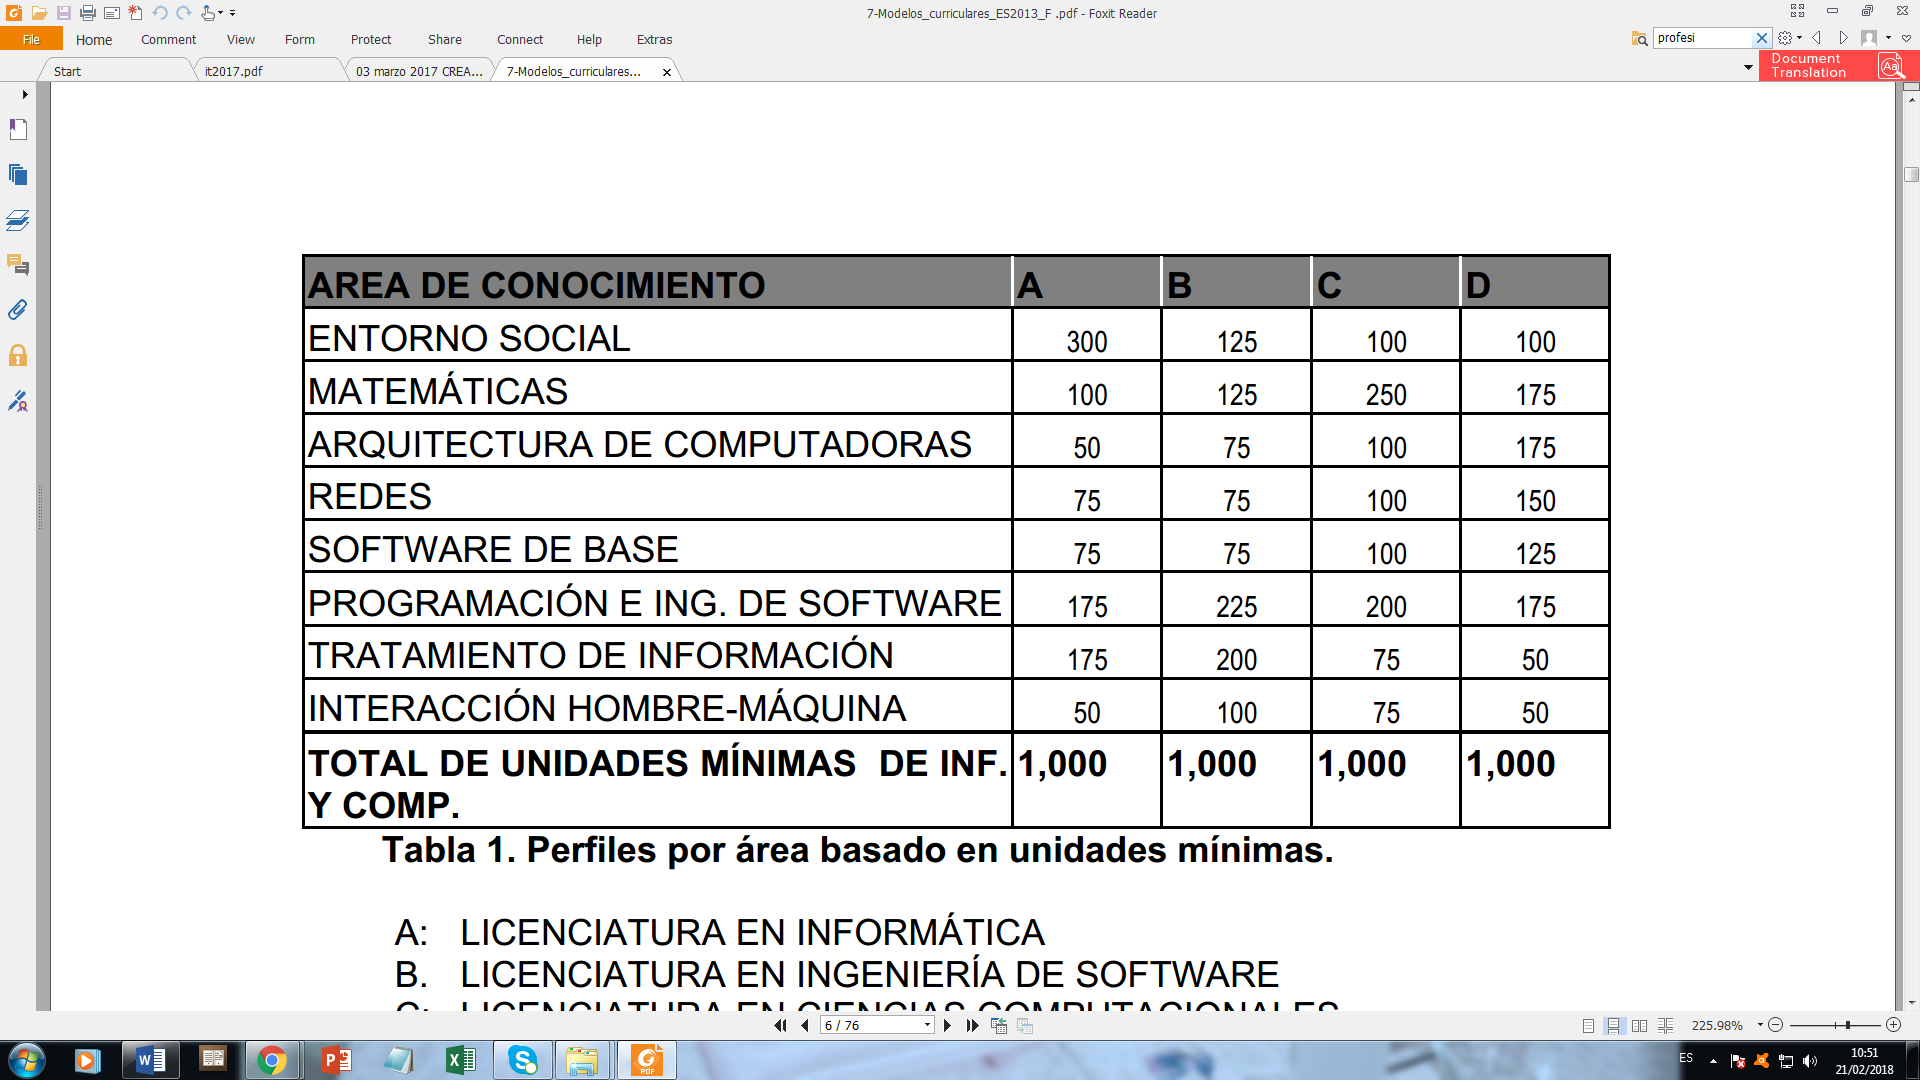 7-Modelos_curriculares_ES2013_F .pdf - Foxit Reader
File Home Comment View Form Protect Share Connect Help Extras
profesi
Start it2017.pdf 03 marzo 2017 CREA... 7-Modelos_curriculares...
Document
Translation
AREA DE CONOCIMIENTO A B C D
ENTORNO SOCIAL 300 125 100 100
MATEMÁTICAS 100 125 250 175
ARQUITECTURA DE COMPUTADORAS 50 75 100 175
REDES 75 75 100 150
SOFTWARE DE BASE 75 75 100 125
PROGRAMACIÓN E ING. DE SOFTWARE 175 225 200 175
TRATAMIENTO DE INFORMACIÓN 175 200 75 50
INTERACCIÓN HOMBRE-MÁQUINA 50 100 75 50
TOTAL DE UNIDADES MÍNIMAS DE INF. 1,000 1,000 1,000 1,000
Y COMP.
Tabla 1. Perfiles por área basado en unidades mínimas.
A: LICENCIATURA EN INFORMÁTICA
B. LICENCIATURA EN INGENIERÍA DE SOFTWARE
C: LICENCIATURA EN CIENCIAS COMPUTACIONALES
6 / 76
225.98%
ES
10:51
21/02/2018